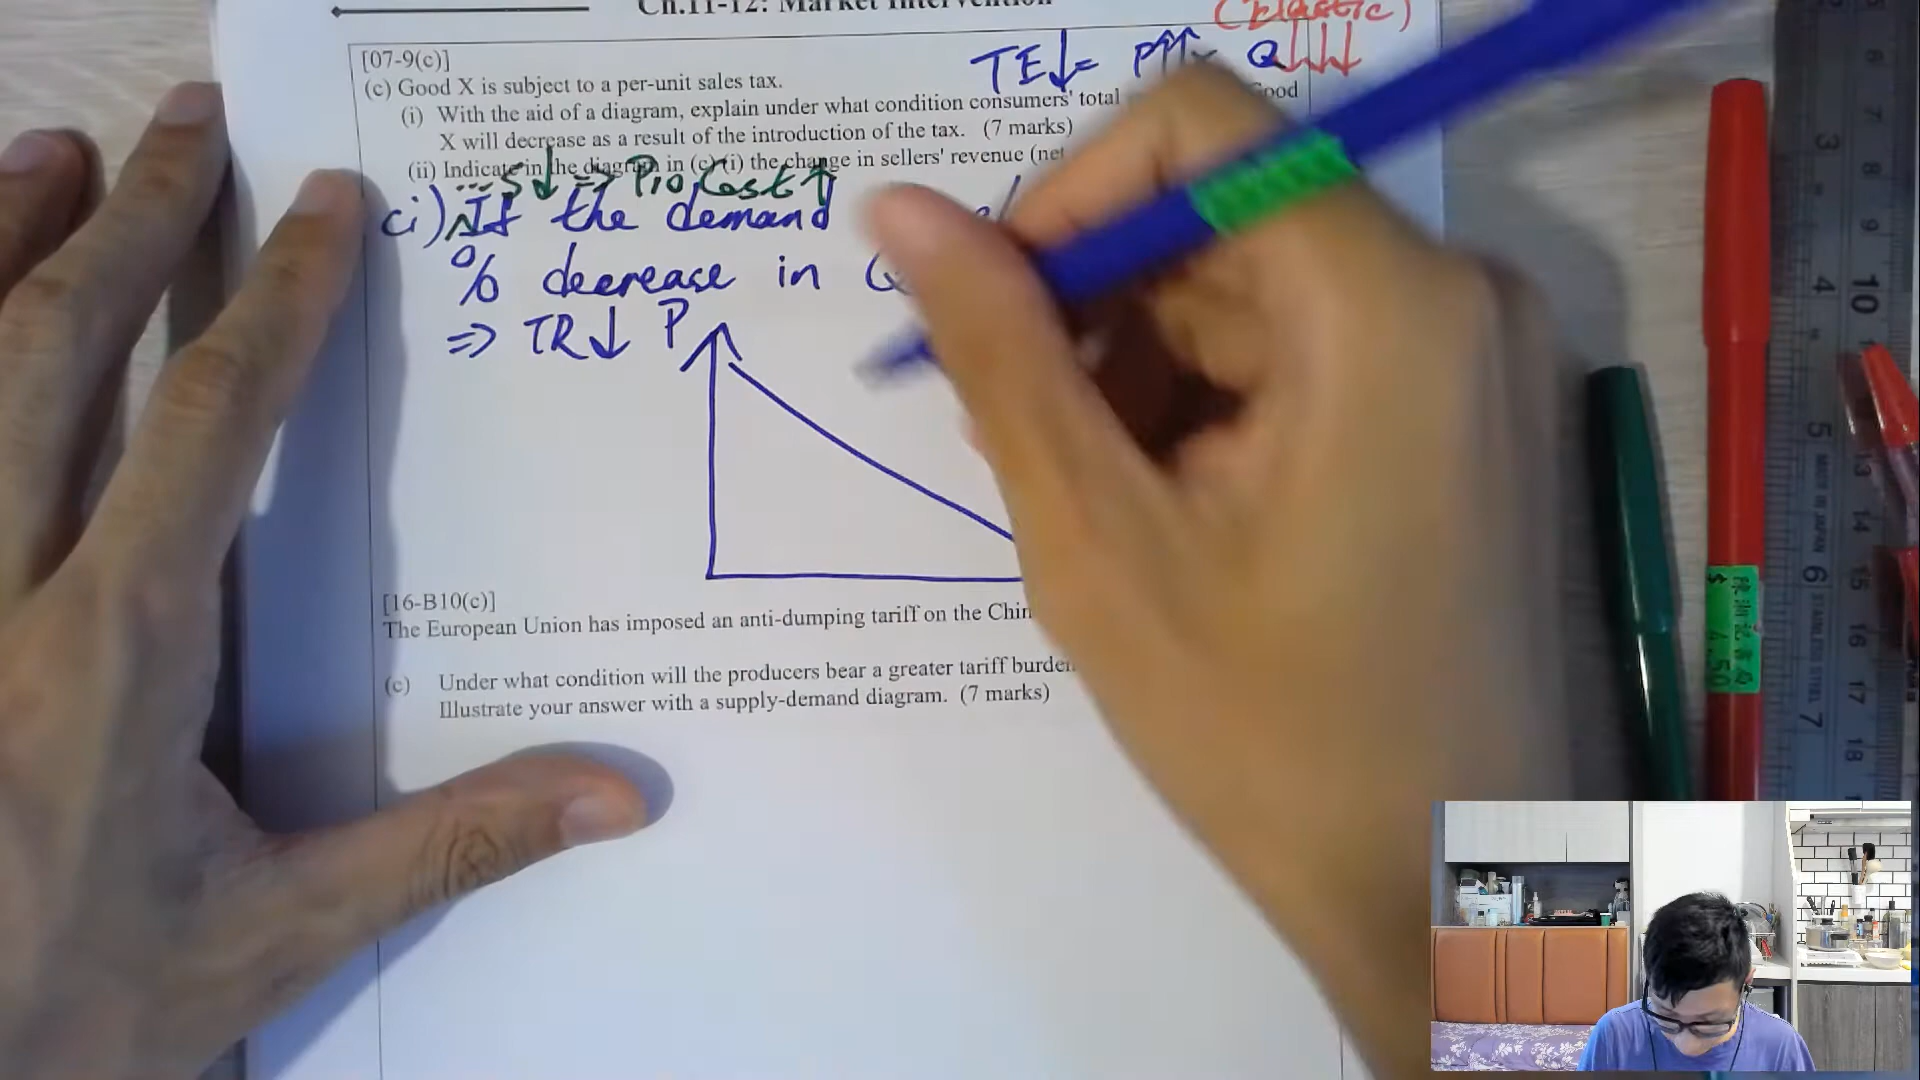 Ch.11-12: Market Intervention
(elastic)
[07-9(c)]
TE↓= P↑↑ Q↓↓↓
(c) Good X is subject to a per-unit sales tax.
(i) With the aid of a diagram, explain under what condition consumers' total Good
X will decrease as a result of the introduction of the tax. (7 marks)
(ii) Indicate in the diagram in (c) (i) the change in sellers' revenue (net
S↓ => Pro Cost↑
ci) If the demand
% decrease in Q
=> TR↓ P
[16-B10(c)]
The European Union has imposed an anti-dumping tariff on the
(c) Under what condition will the producers bear a greater tariff
Illustrate your answer with a supply-demand diagram. (7 marks)